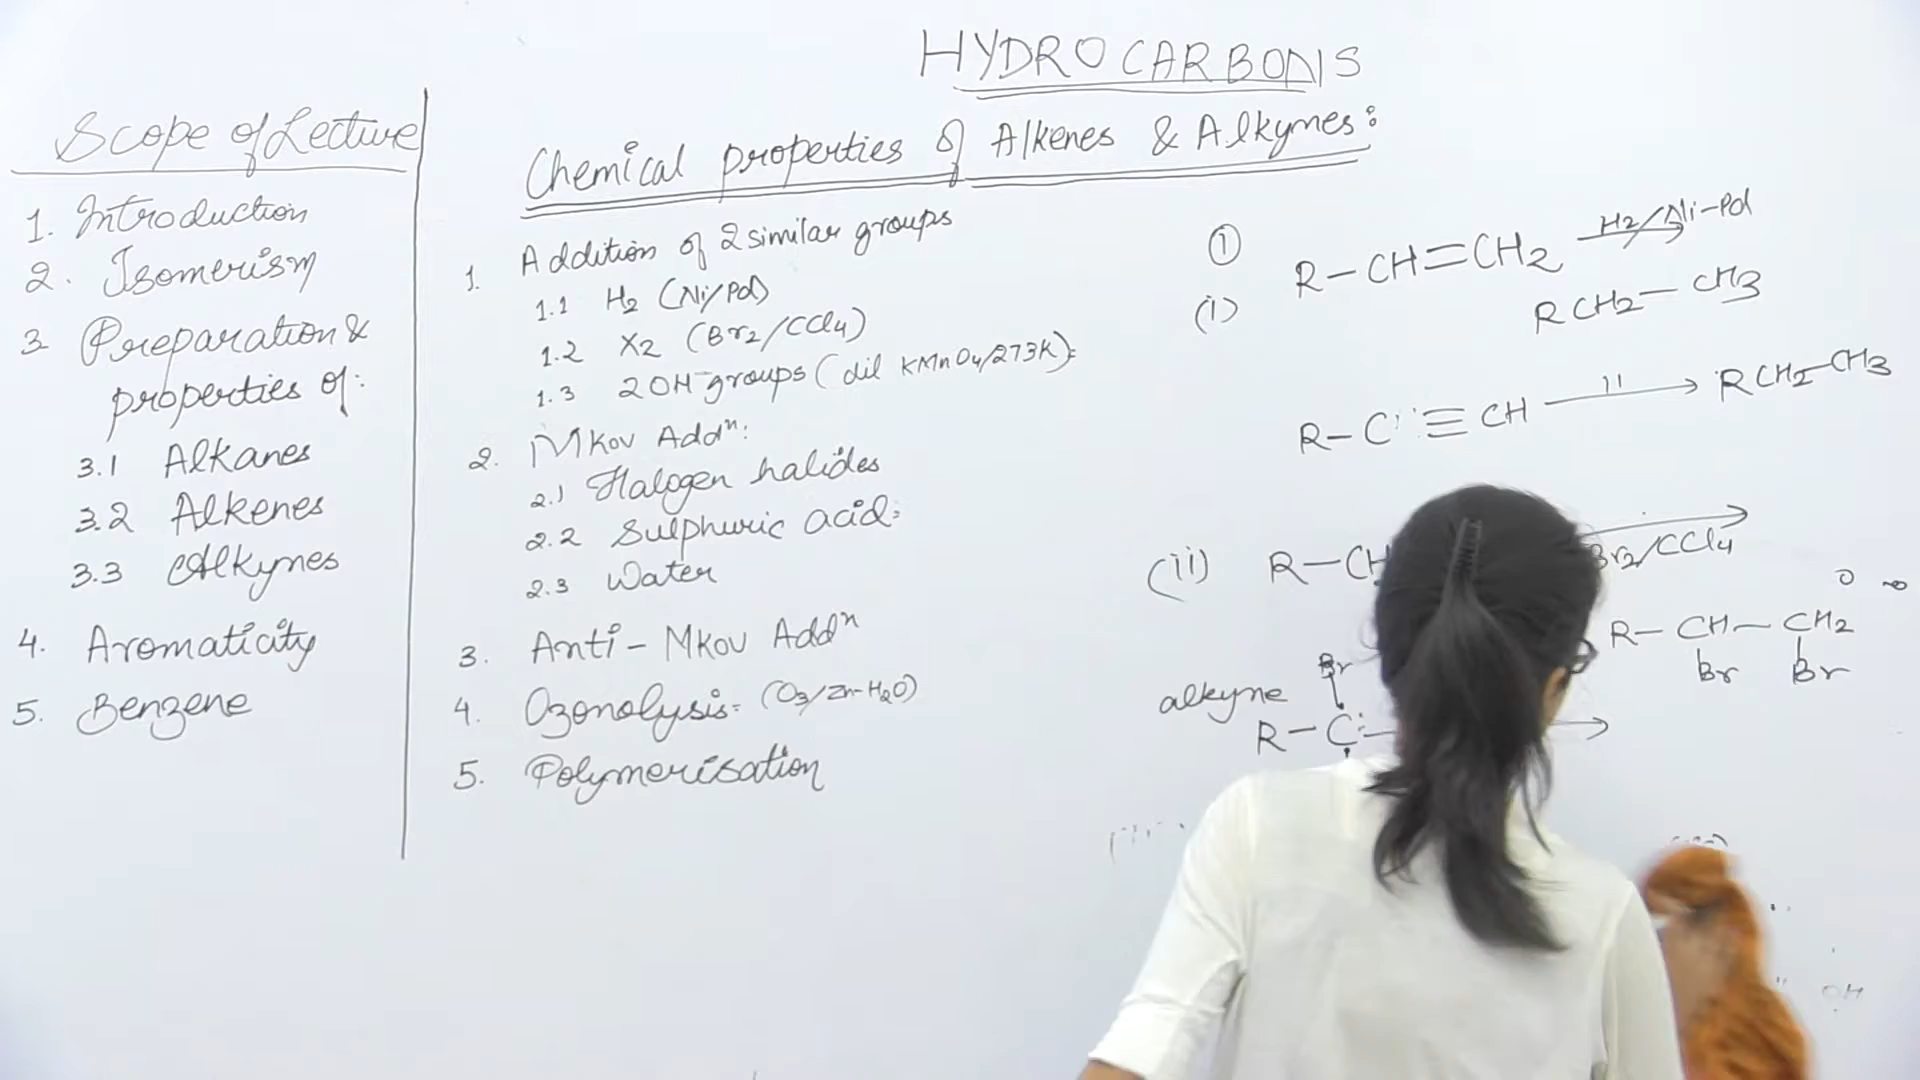 HYDROCARBONS
Scope of Lecture
1. Introduction
2. Isomerism
3 Preparation &
properties of:
3.1 Alkanes
3.2 Alkenes
3.3 Alkynes
4. Aromaticity
5. Benzene
Chemical properties of Alkenes & Alkynes:
1. Addition of 2 similar groups
1.1 H2 (Ni/Pd)
1.2 X2 (Br2/CCl4)
1.3 2 OH groups (dil KMnO4/273K):
2. Mkov Addn:
2.1 Halogen halides
2.2 Sulphuric acid:
2.3 Water
3. Anti-Mkov Addn
4. Ozonolysis: (O3/Zn-H2O)
5. Polymerisation
①
(i)
R-CH=CH2 H2/Ni-Pd
RCH2-CH3
R-C≡CH 11 → RCH2-CH3
(ii) R-CH → Br2/CCl4
R-CH-CH2
Br Br
alkyne
Br
R-C- →
OH